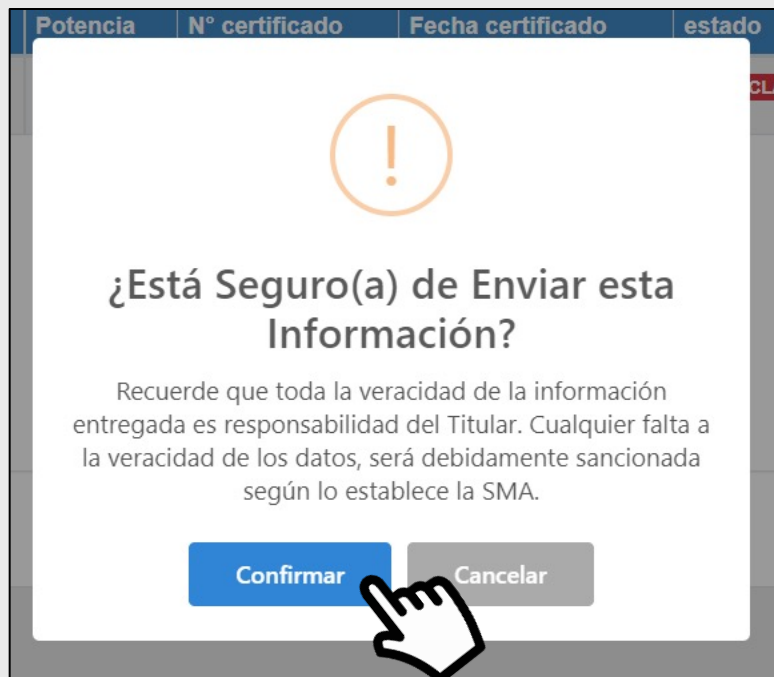 Potencia N° certificado Fecha certificado estado
¿Está Seguro(a) de Enviar esta
Información?
Recuerde que toda la veracidad de la información
entregada es responsabilidad del Titular. Cualquier falta a
la veracidad de los datos, será debidamente sancionada
según lo establece la SMA.
Confirmar Cancelar